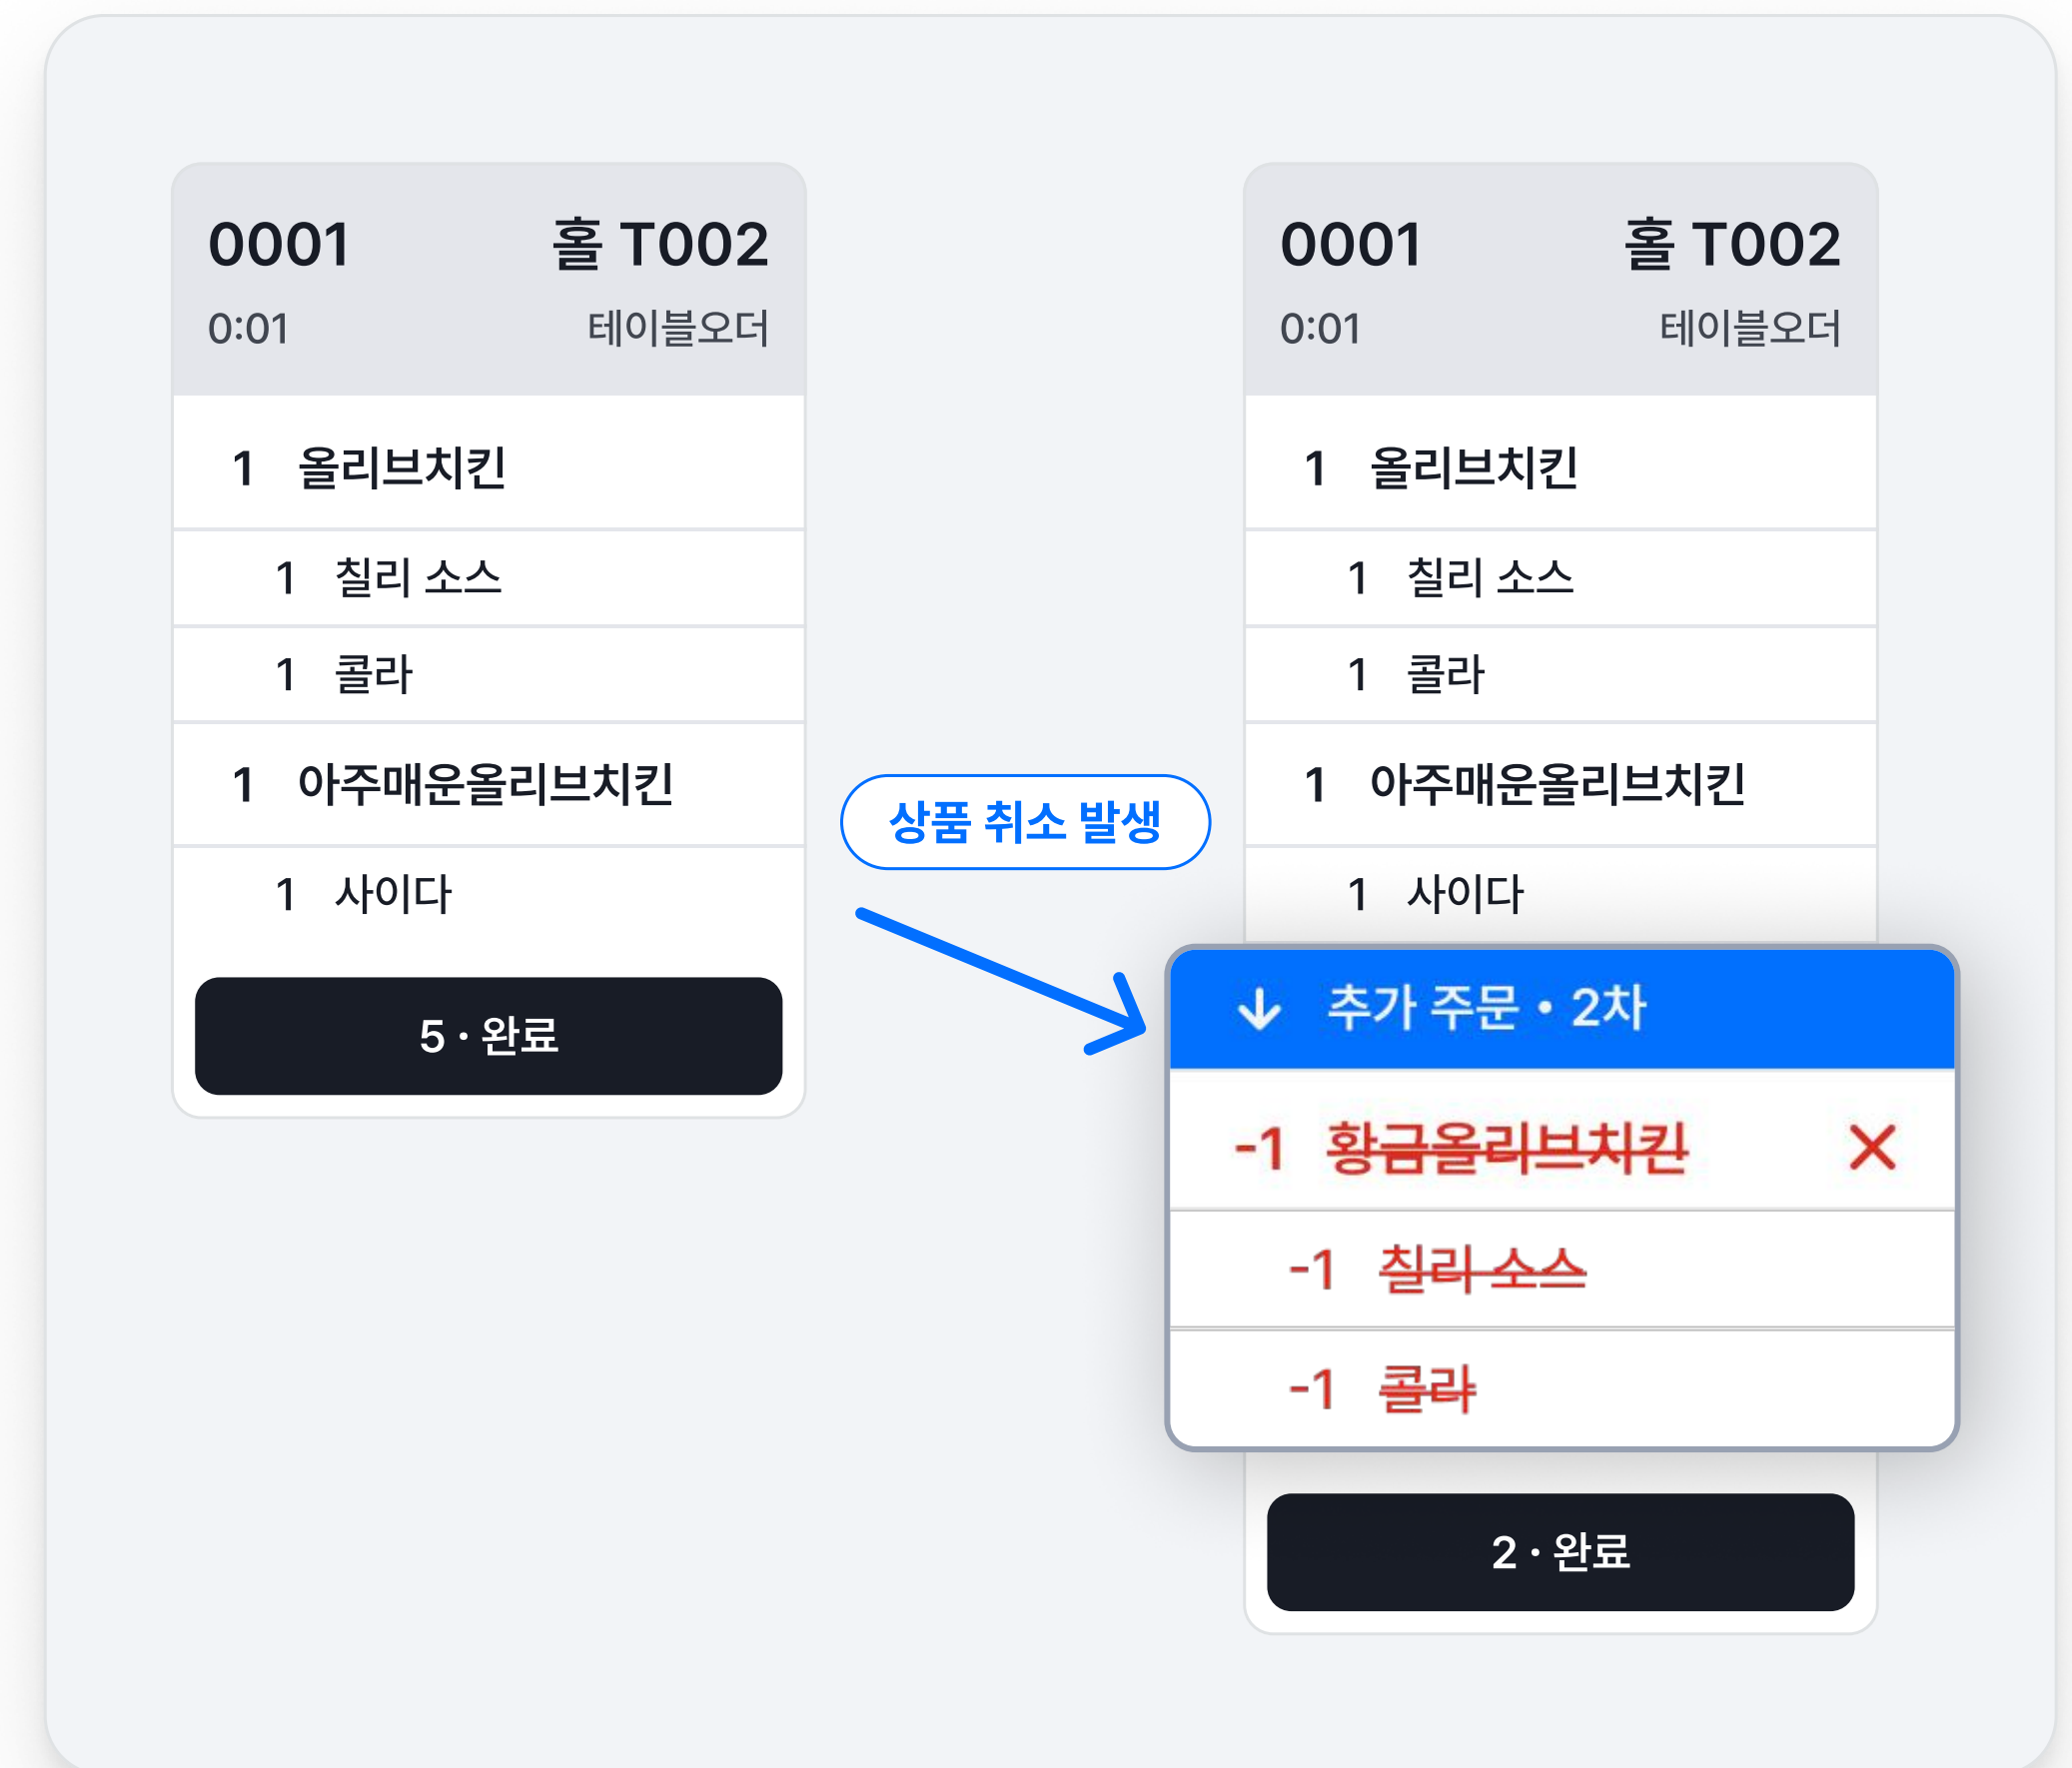 0001 홀 T002
0:01 테이블오더
1 올리브치킨
1 칠리 소스
1 콜라
1 아주매운올리브치킨
1 사이다
5 · 완료
상품 취소 발생
0001 홀 T002
0:01 테이블오더
1 올리브치킨
1 칠리 소스
1 콜라
1 아주매운올리브치킨
1 사이다
추가 주문 • 2차
-1 황금올리브치킨
-1 칠리 소스
-1 콜라
2 · 완료